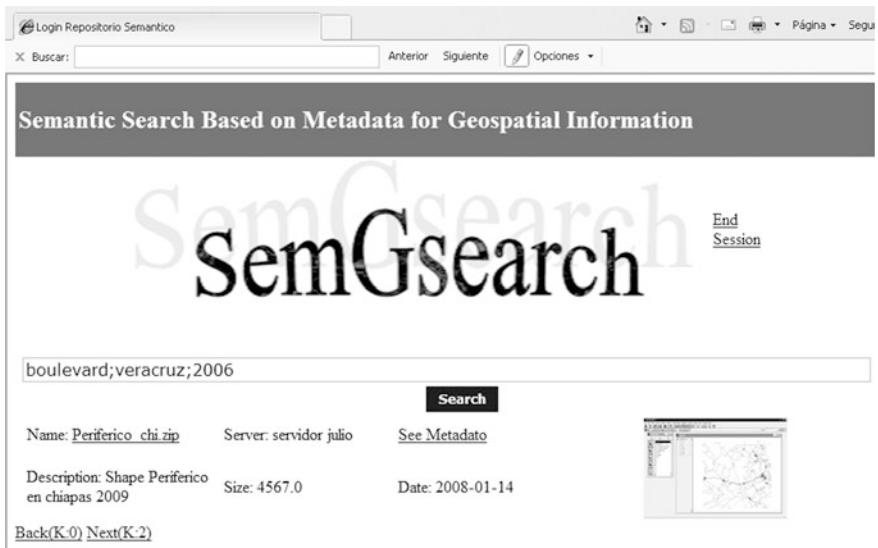 Login Repositorio Semantico
Página
Segu
X Buscar:
Anterior Siguiente Opciones
Semantic Search Based on Metadata for Geospatial Information
SemGsearch
SemGsearch
End
Session
boulevard;veracruz;2006
Search
Name: Periferico_chi.zip Server: servidor julio See Metadato
Description: Shape Periferico
en chiapas 2009
Size: 4567.0 Date: 2008-01-14
Back(K:0) Next(K:2)